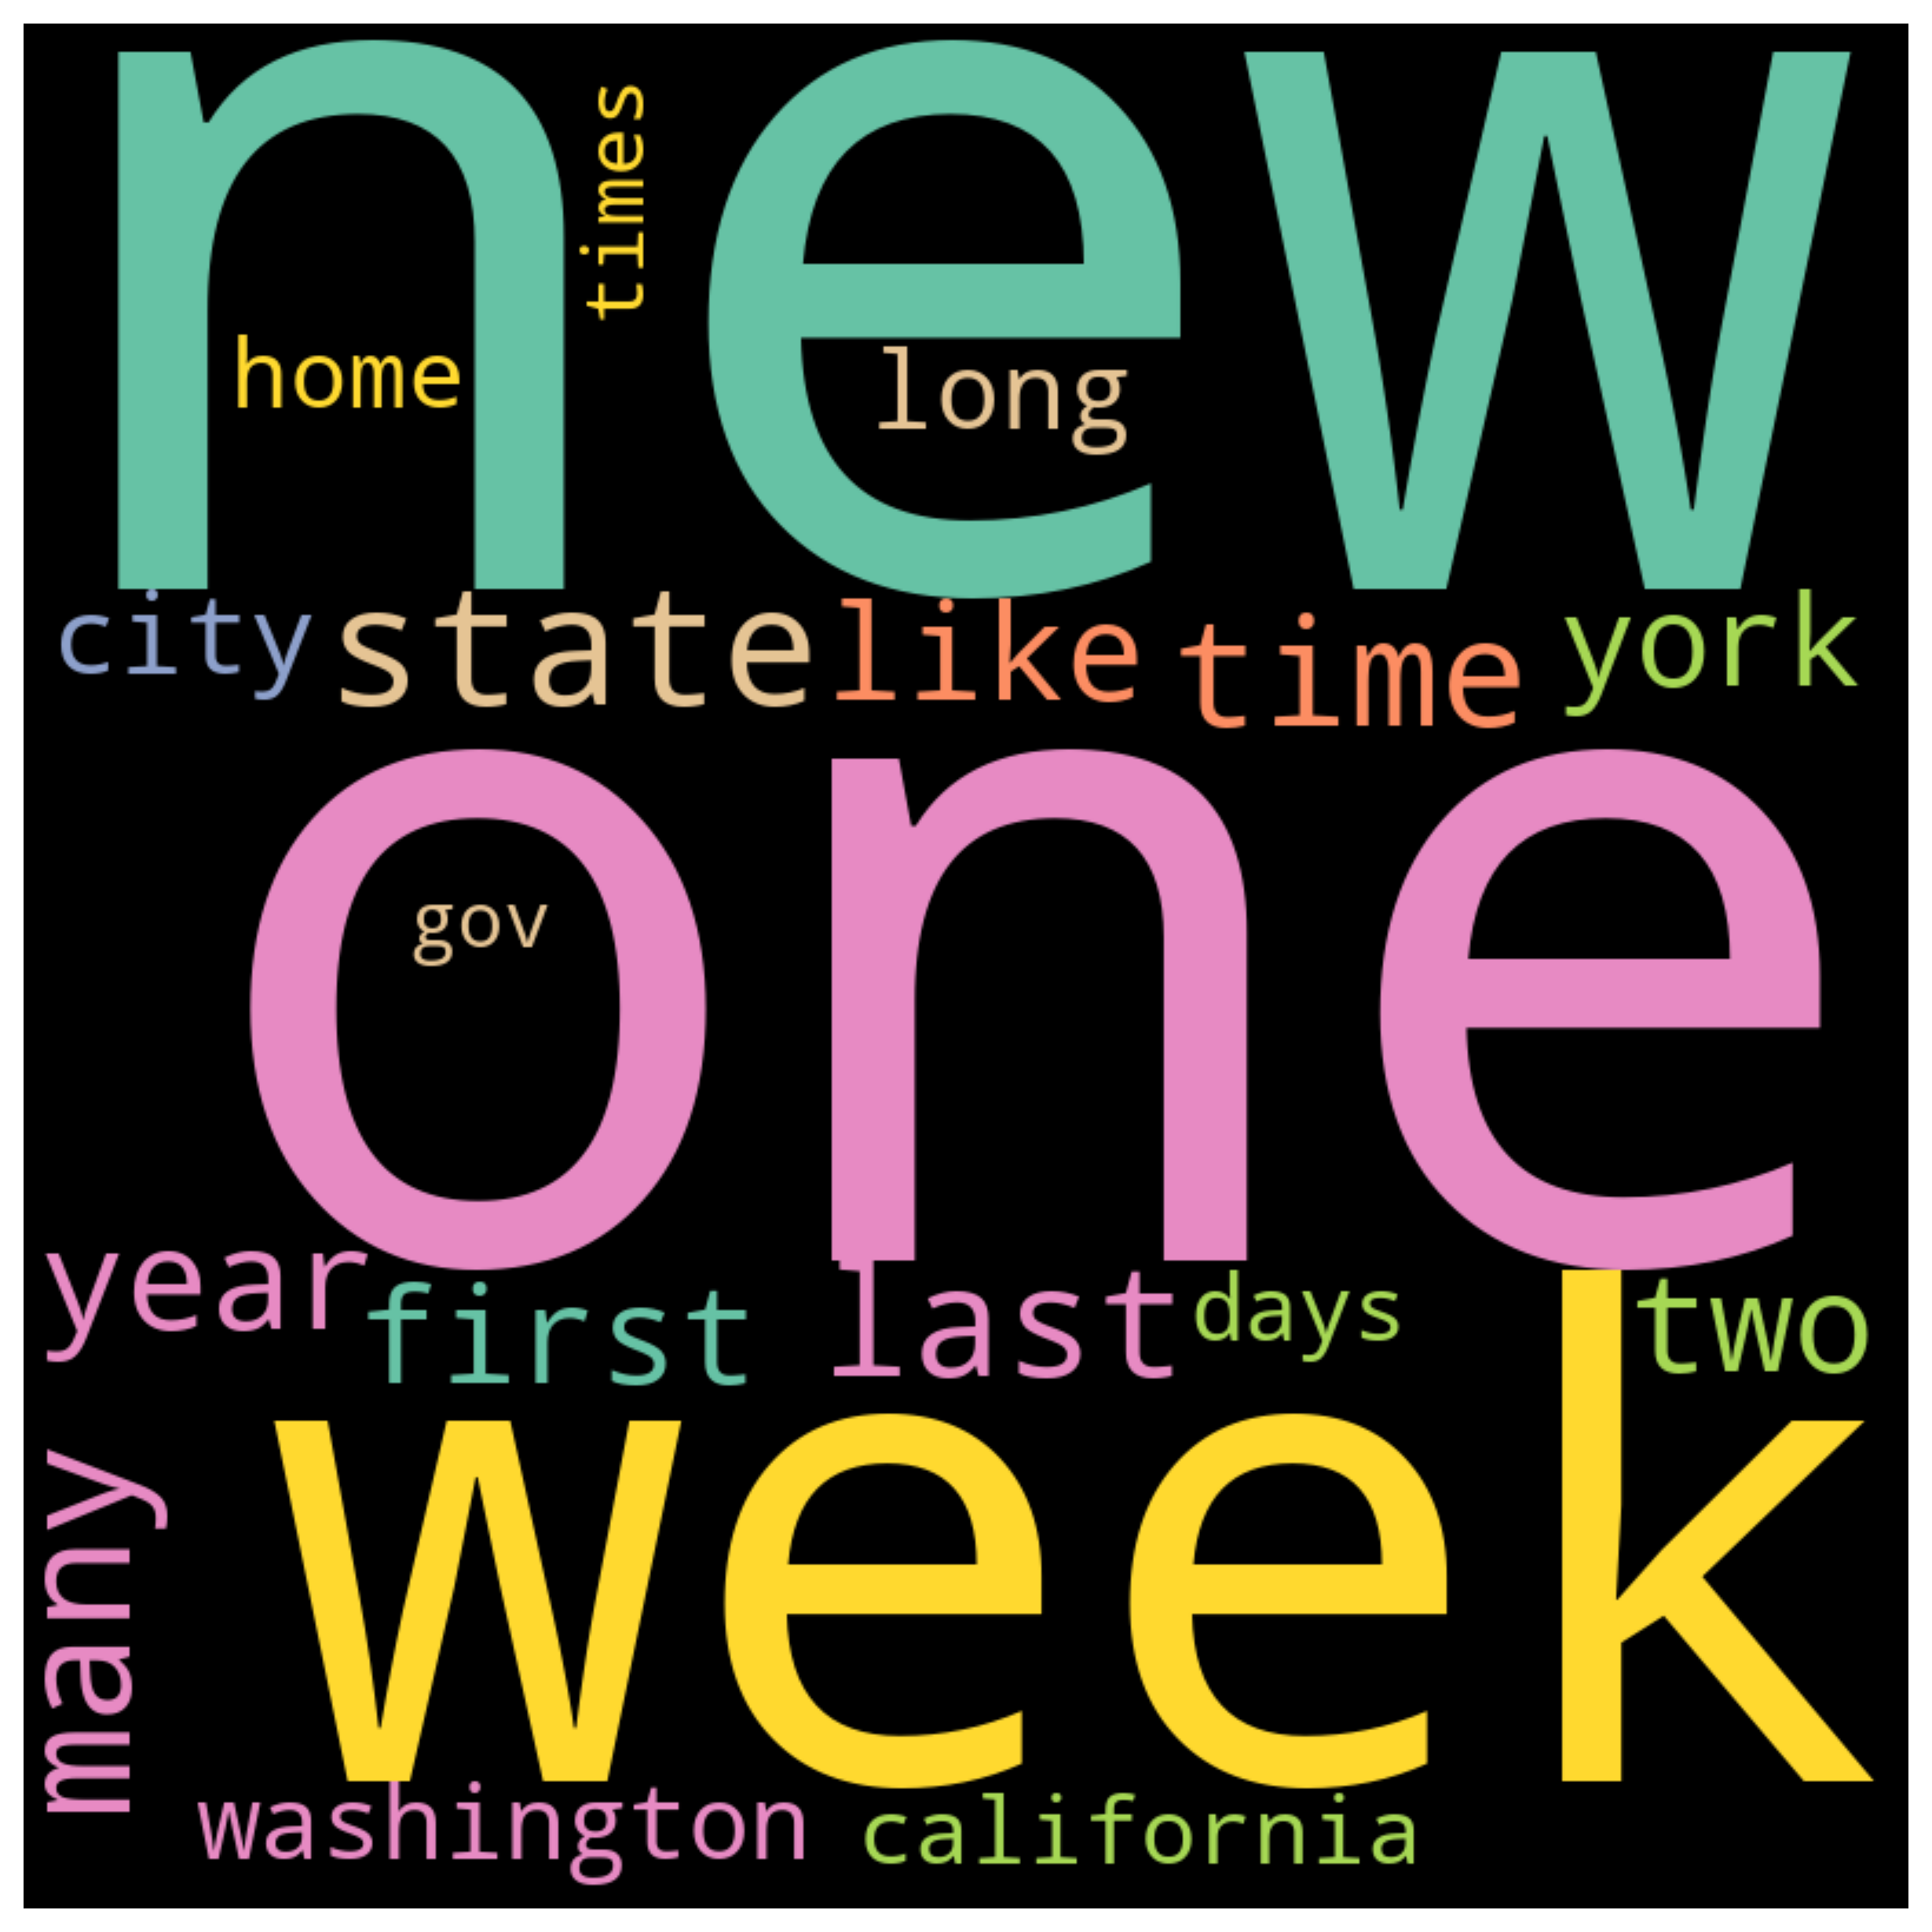 new
times
home
long
city state like time york
one
gov
year first last days two
week
many
washington california